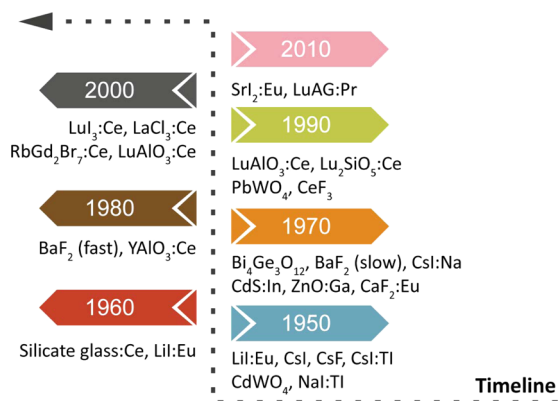 2010
SrI₂:Eu, LuAG:Pr
2000
LuI₃:Ce, LaCl₃:Ce
RbGd₂Br₇:Ce, LuAlO₃:Ce
1990
LuAlO₃:Ce, Lu₂SiO₅:Ce
PbWO₄, CeF₃
1980
BaF₂ (fast), YAlO₃:Ce
1970
Bi₄Ge₃O₁₂, BaF₂ (slow), CsI:Na
CdS:In, ZnO:Ga, CaF₂:Eu
1960
Silicate glass:Ce, LiI:Eu
1950
LiI:Eu, CsI, CsF, CsI:Tl
CdWO₄, NaI:Tl
Timeline